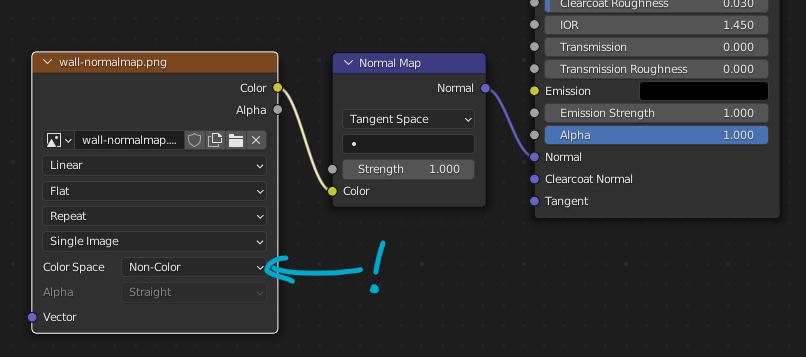 wall-normalmap.png
Color
Alpha
wall-normalmap....
Linear
Flat
Repeat
Single Image
Color Space Non-Color
Alpha Straight
Vector
Normal Map
Normal
Tangent Space
Strength 1.000
Color
!
Clearcoat Roughness 0.030
IOR 1.450
Transmission 0.000
Transmission Roughness 0.000
Emission
Emission Strength 1.000
Alpha 1.000
Normal
Clearcoat Normal
Tangent